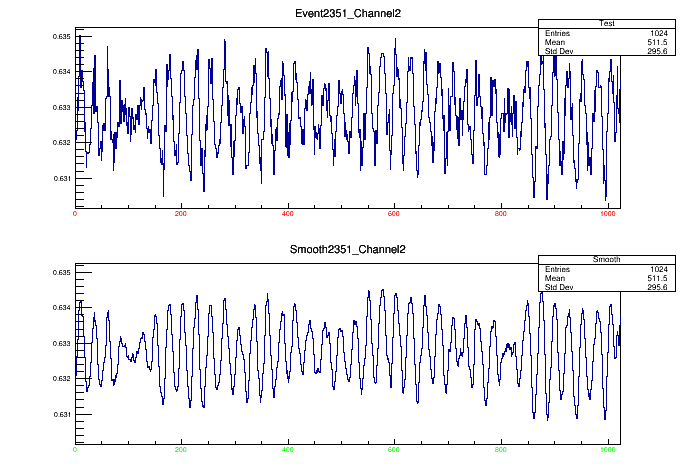 Event2351_Channel2
Test
Entries 1024
Mean 511.5
Std Dev 295.6
0.635
0.634
0.633
0.632
0.631
0 200 400 600 800 1000
Smooth2351_Channel2
Smooth
Entries 1024
Mean 511.5
Std Dev 295.6
0.635
0.634
0.633
0.632
0.631
0 200 400 600 800 1000